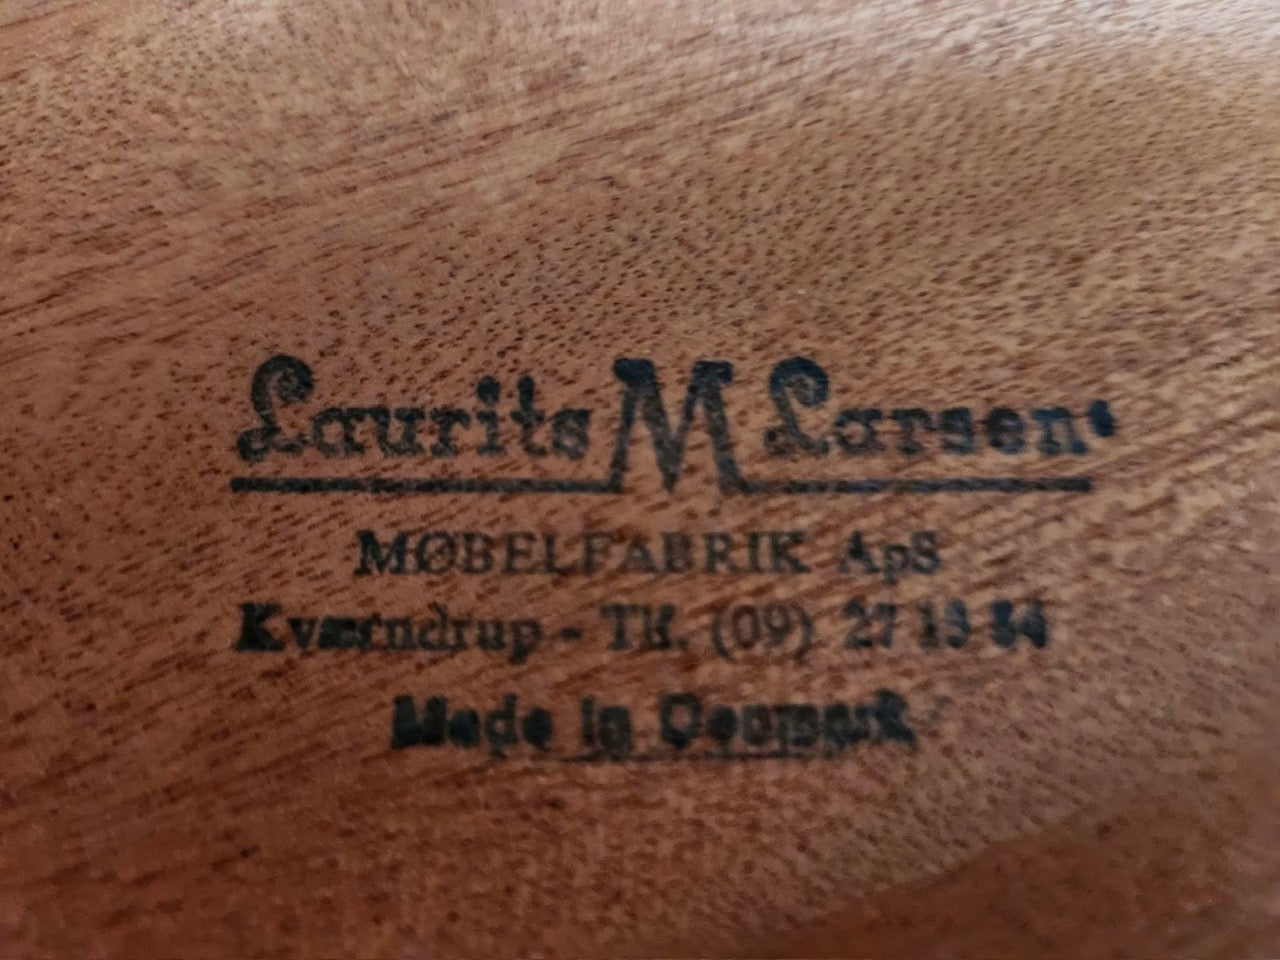 Laurits M Larsen
MØBELFABRIK ApS
Kværndrup - Tlf. (09) 27 13 54
Made in Denmark